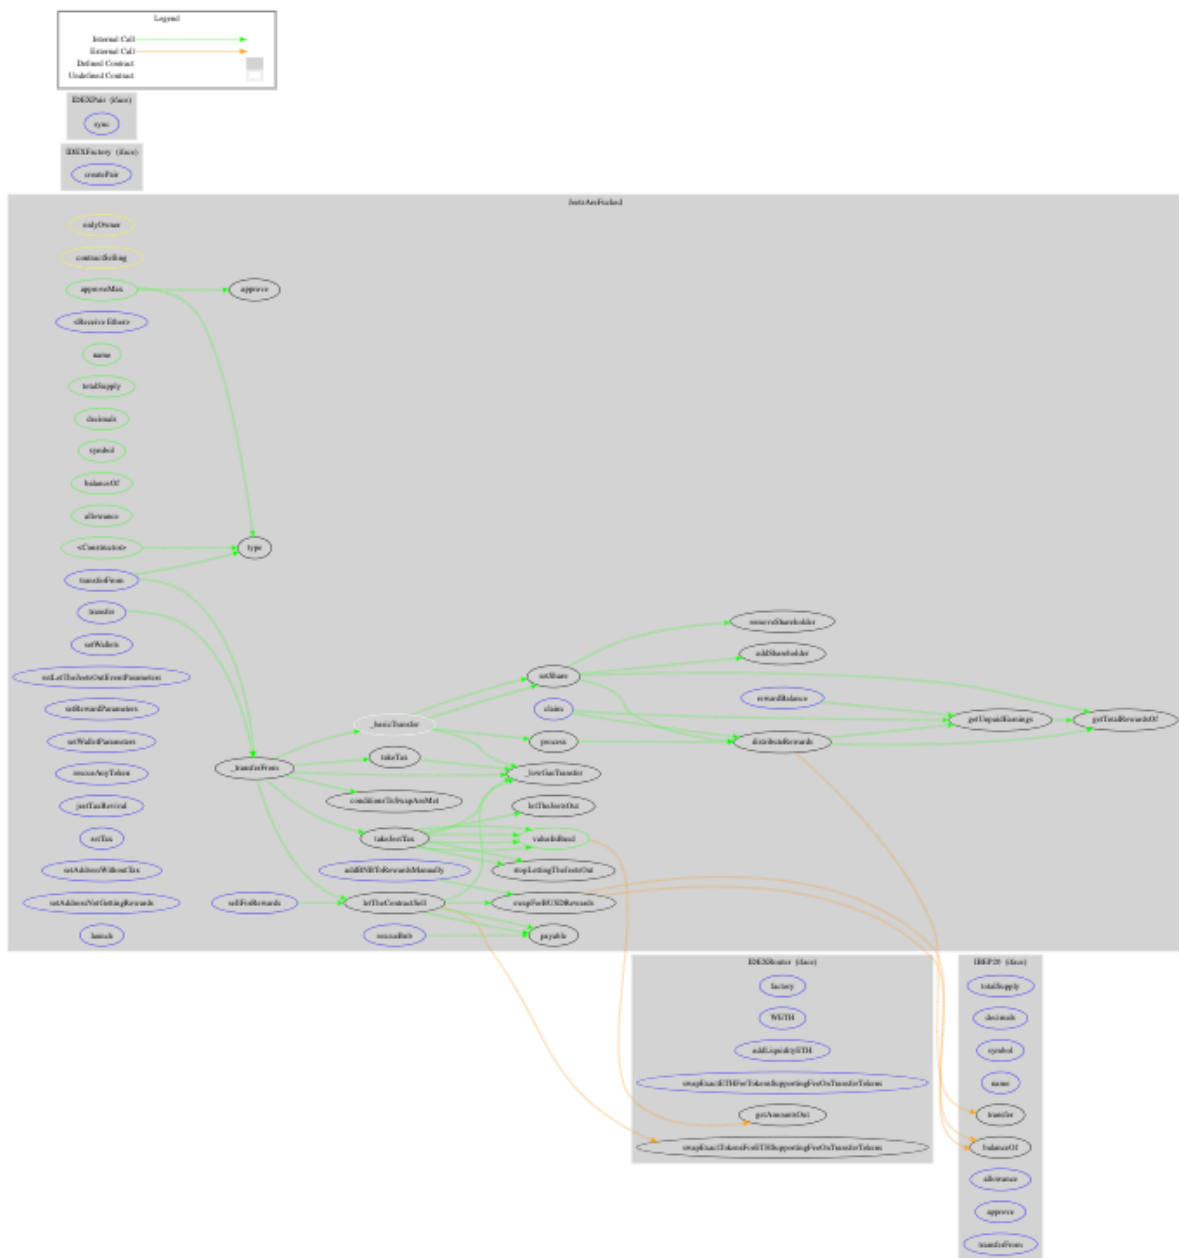 Legend
Internal Call
External Call
Defined Contract
Undefined Contract
IDEXPair (iface)
sync
IDEXFactory (iface)
createPair
JeetsAreFucked
onlyOwner
contractSelling
approveMax
approve
<Receive Ether>
name
totalSupply
decimals
symbol
balanceOf
allowance
<Constructor>
type
transferFrom
transfer
removeShareholder
setWallets
addShareholder
setLetTheJeetsOutEventParameters
setShare
rewardBalance
setRewardParameters
claim
_basicTransfer
getUnpaidEarnings
getTotalRewardsOf
setWalletParameters
process
distributeRewards
takeTax
_transferFrom
rescueAnyToken
_lowGasTransfer
conditionsToSwapAreMet
jeetTaxRevival
letTheJeetsOut
setTax
takeJeetTax
valueInBusd
setAddressWithoutTax
addBNBToRewardsManually
stopLettingTheJeetsOut
setAddressNotGettingRewards
sellForRewards
letTheContractSell
swapForBUSDRewards
launch
rescueBnb
payable
IDEXRouter (iface)
factory
WETH
addLiquidityETH
swapExactETHForTokensSupportingFeeOnTransferTokens
getAmountsOut
swapExactTokensForETHSupportingFeeOnTransferTokens
IBEP20 (iface)
totalSupply
decimals
symbol
name
transfer
balanceOf
allowance
approve
transferFrom